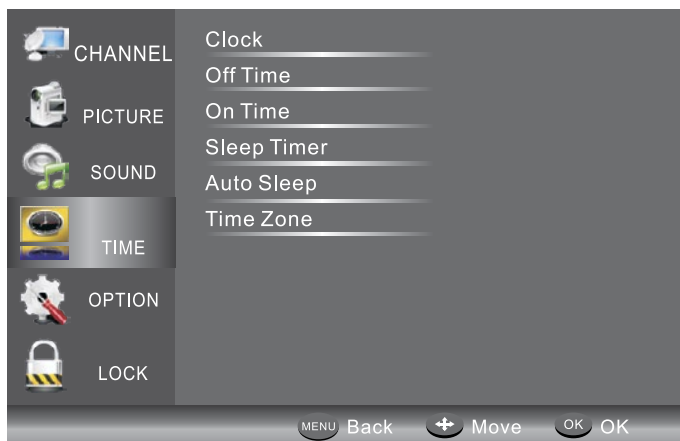 CHANNEL
PICTURE
SOUND
TIME
OPTION
LOCK
Clock
Off Time
On Time
Sleep Timer
Auto Sleep
Time Zone
MENU Back Move OK OK